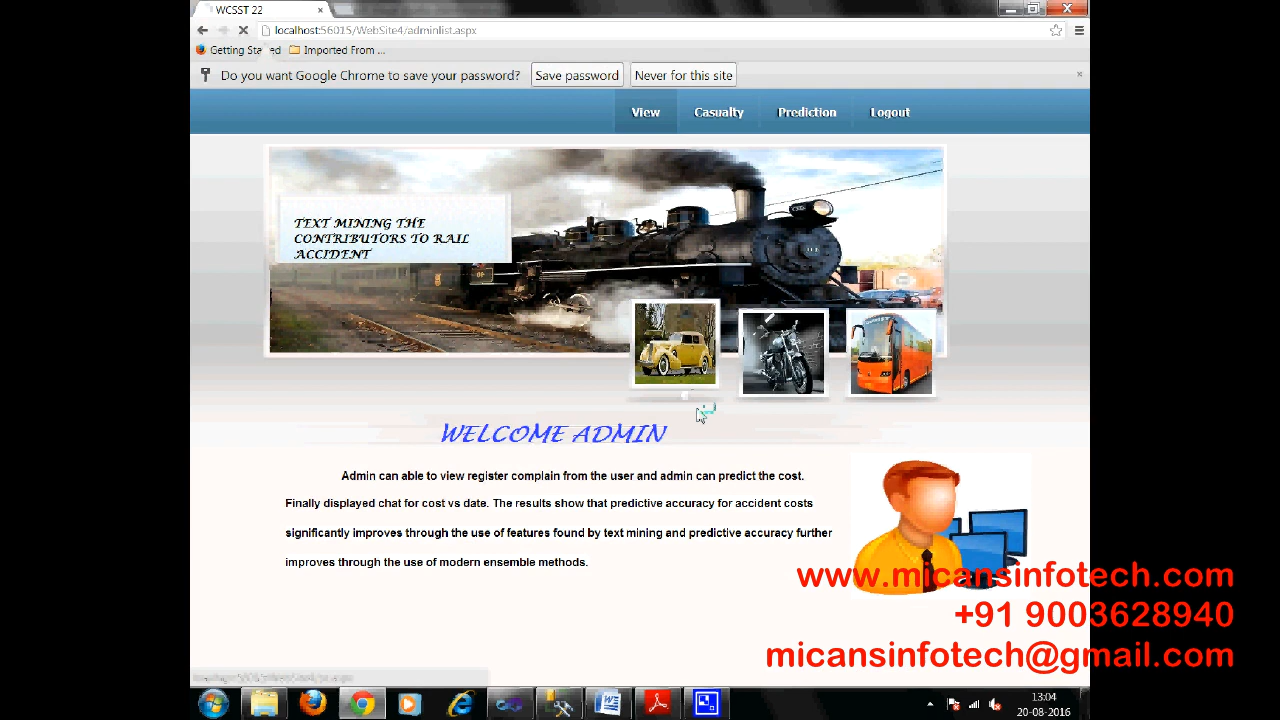 WCSST 22
localhost:56015/WebSite4/adminlist.aspx
Getting Started
Imported From ...
Do you want Google Chrome to save your password?
Save password
Never for this site
View
Casualty
Prediction
Logout
TEXT MINING THE
CONTRIBUTORS TO RAIL
ACCIDENT
WELCOME ADMIN
Admin can able to view register complain from the user and admin can predict the cost.
Finally displayed chat for cost vs date. The results show that predictive accuracy for accident costs
significantly improves through the use of features found by text mining and predictive accuracy further
improves through the use of modern ensemble methods.
www.micansinfotech.com
+91 9003628940
micansinfotech@gmail.com
13:04
20-08-2016